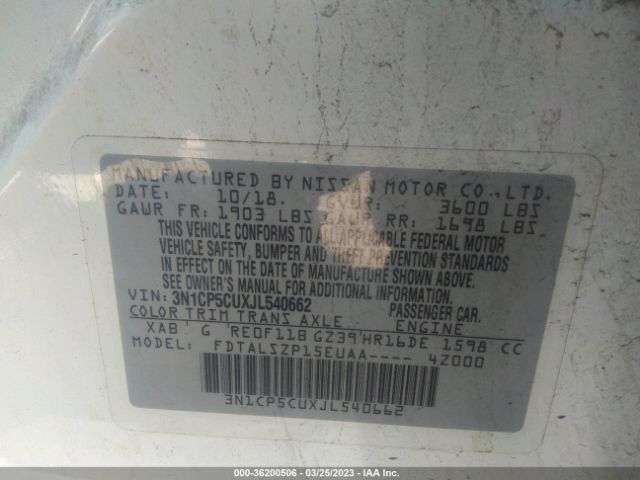 MANUFACTURED BY NISSAN MOTOR CO., LTD.
DATE: 10/18. GVWR: 3600 LBS
GAWR FR: 1903 LBS GAWR RR: 1698 LBS
THIS VEHICLE CONFORMS TO ALL APPLICABLE FEDERAL MOTOR
VEHICLE SAFETY, BUMPER AND THEFT PREVENTION STANDARDS
IN EFFECT ON THE DATE OF MANUFACTURE SHOWN ABOVE.
SEE OWNER'S MANUAL FOR ADDITIONAL INFORMATION.
VIN: 3N1CP5CUXJL540662 PASSENGER CAR.
COLOR TRIM TRANS AXLE ENGINE
XAB' G 'RE0F11B GZ39'HR16DE 1598 CC
MODEL: FDTALSZP15EUAA---- 4Z000
3N1CP5CUXJL540662
000-36200506 - 03/25/2023 - IAA Inc.